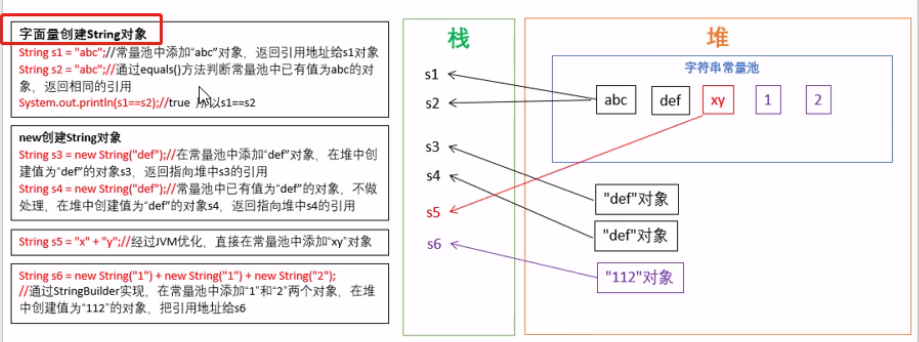 字面量创建String对象
String s1 = "abc";//常量池中添加“abc”对象，返回引用地址给s1对象
String s2 = "abc";//通过equals()方法判断常量池中已有值为abc的对
象，返回相同的引用
System.out.println(s1==s2);//true 所以s1==s2
new创建String对象
String s3 = new String("def");//在常量池中添加“def”对象，在堆中创
建值为“def”的对象s3，返回指向堆中s3的引用
String s4 = new String("def");//常量池中已有值为“def”的对象，不做
处理，在堆中创建值为“def”的对象s4，返回指向堆中s4的引用
String s5 = "x" + "y";//经过JVM优化，直接在常量池中添加“xy”对象
String s6 = new String("1") + new String("1") + new String("2");
//通过StringBuilder实现，在常量池中添加“1”和“2”两个对象，在堆
中创建值为“112”的对象，把引用地址给s6
栈
s1
s2
s3
s4
s5
s6
堆
字符串常量池
abc
def
xy
1
2
"def"对象
"def"对象
"112"对象